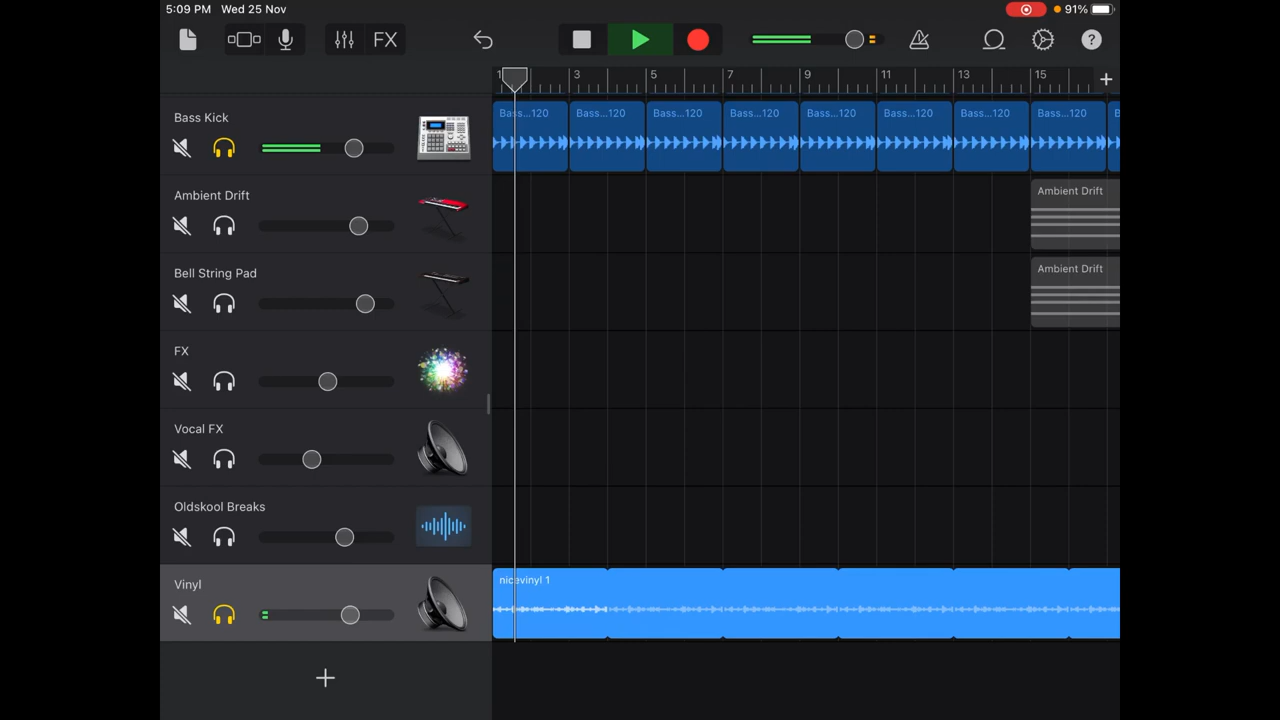 5:09 PM Wed 25 Nov
91%
FX
?
1 3 5 7 9 11 13 15 +
Bass Kick
Bass...120 Bass...120 Bass...120 Bass...120 Bass...120 Bass...120 Bass...120 Bass...120 B
Ambient Drift
Ambient Drift
Bell String Pad
Ambient Drift
FX
Vocal FX
Oldskool Breaks
Vinyl
nicevinyl 1
+